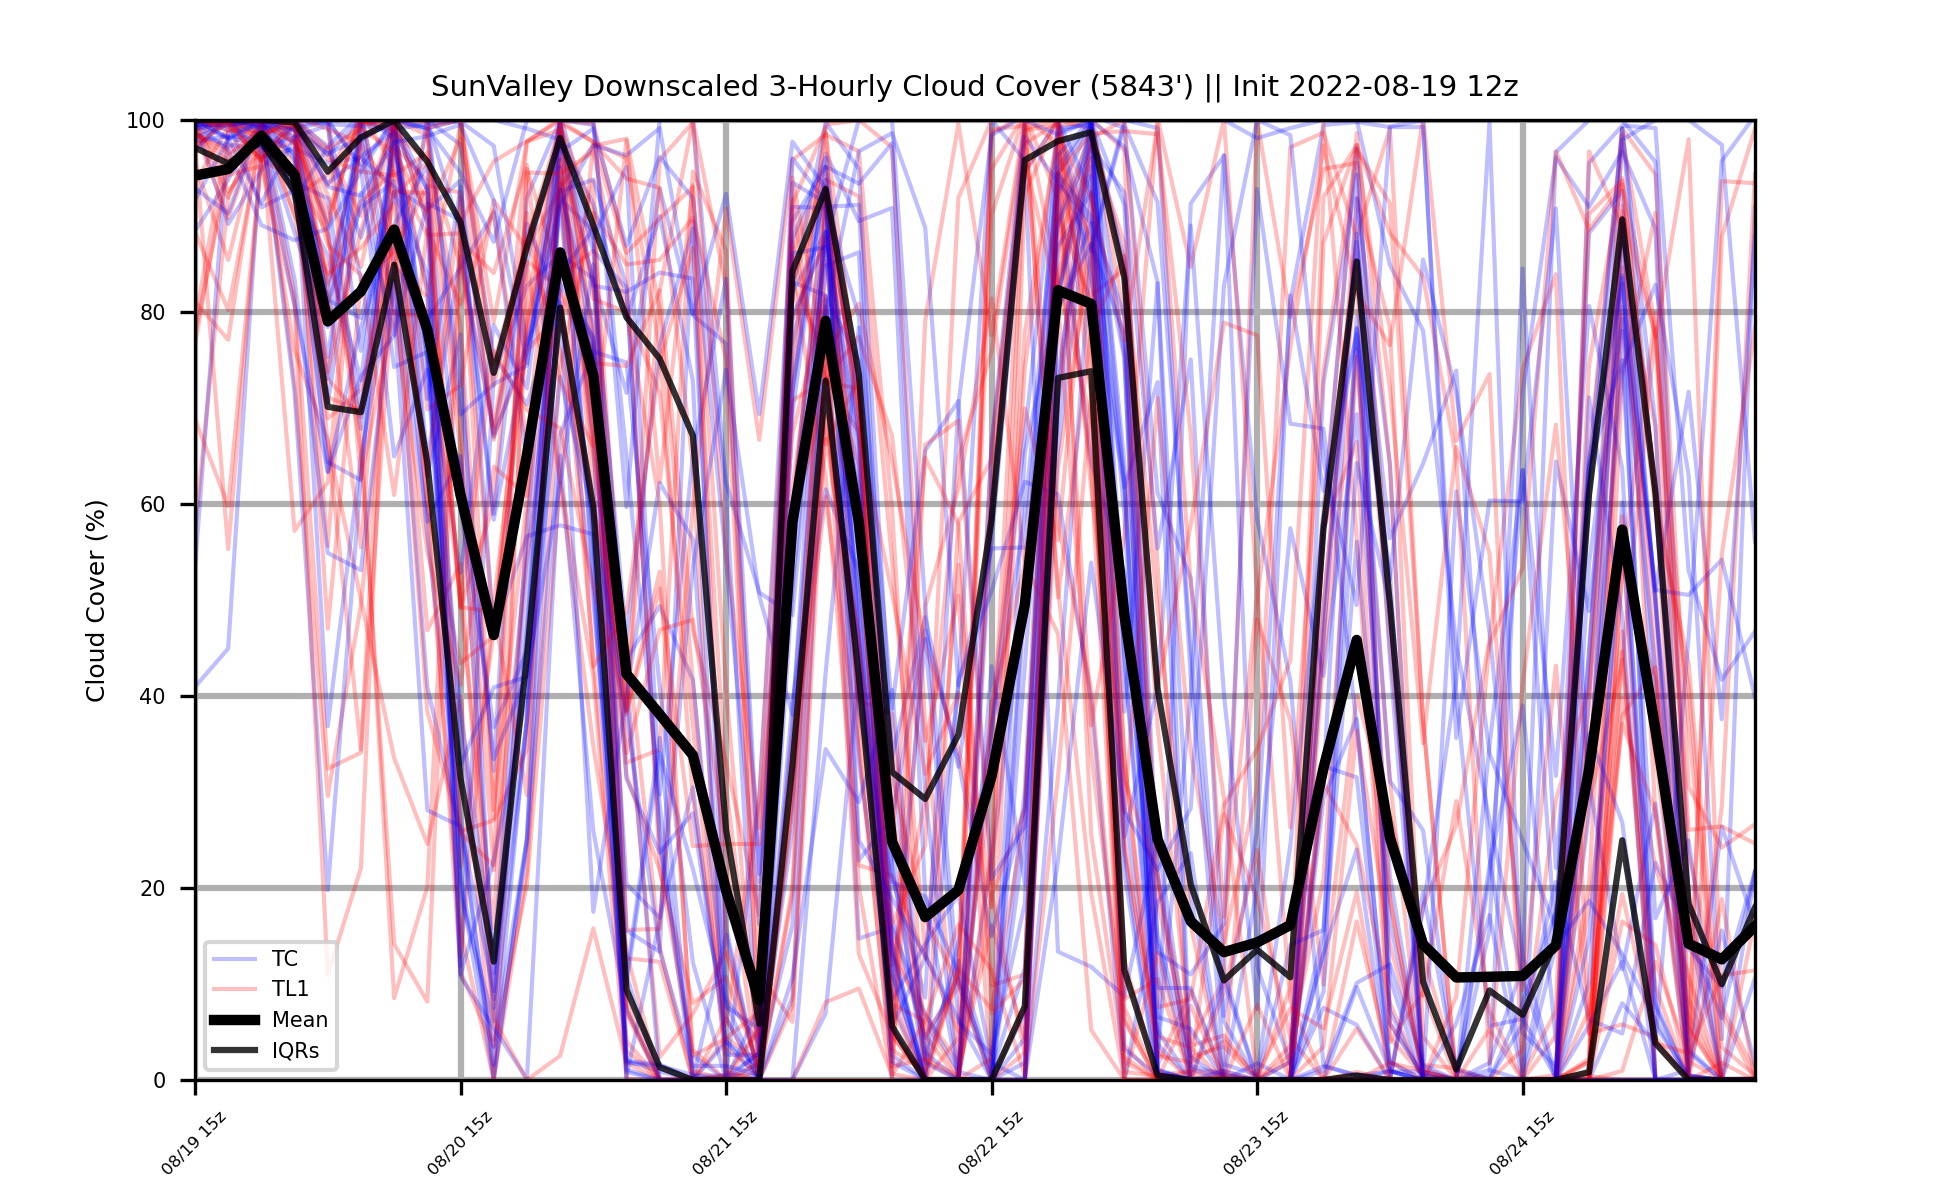 SunValley Downscaled 3-Hourly Cloud Cover (5843') || Init 2022-08-19 12z
Cloud Cover (%)
100
80
60
40
20
0
TC
TL1
Mean
IQRs
08/19 15z
08/20 15z
08/21 15z
08/22 15z
08/23 15z
08/24 15z